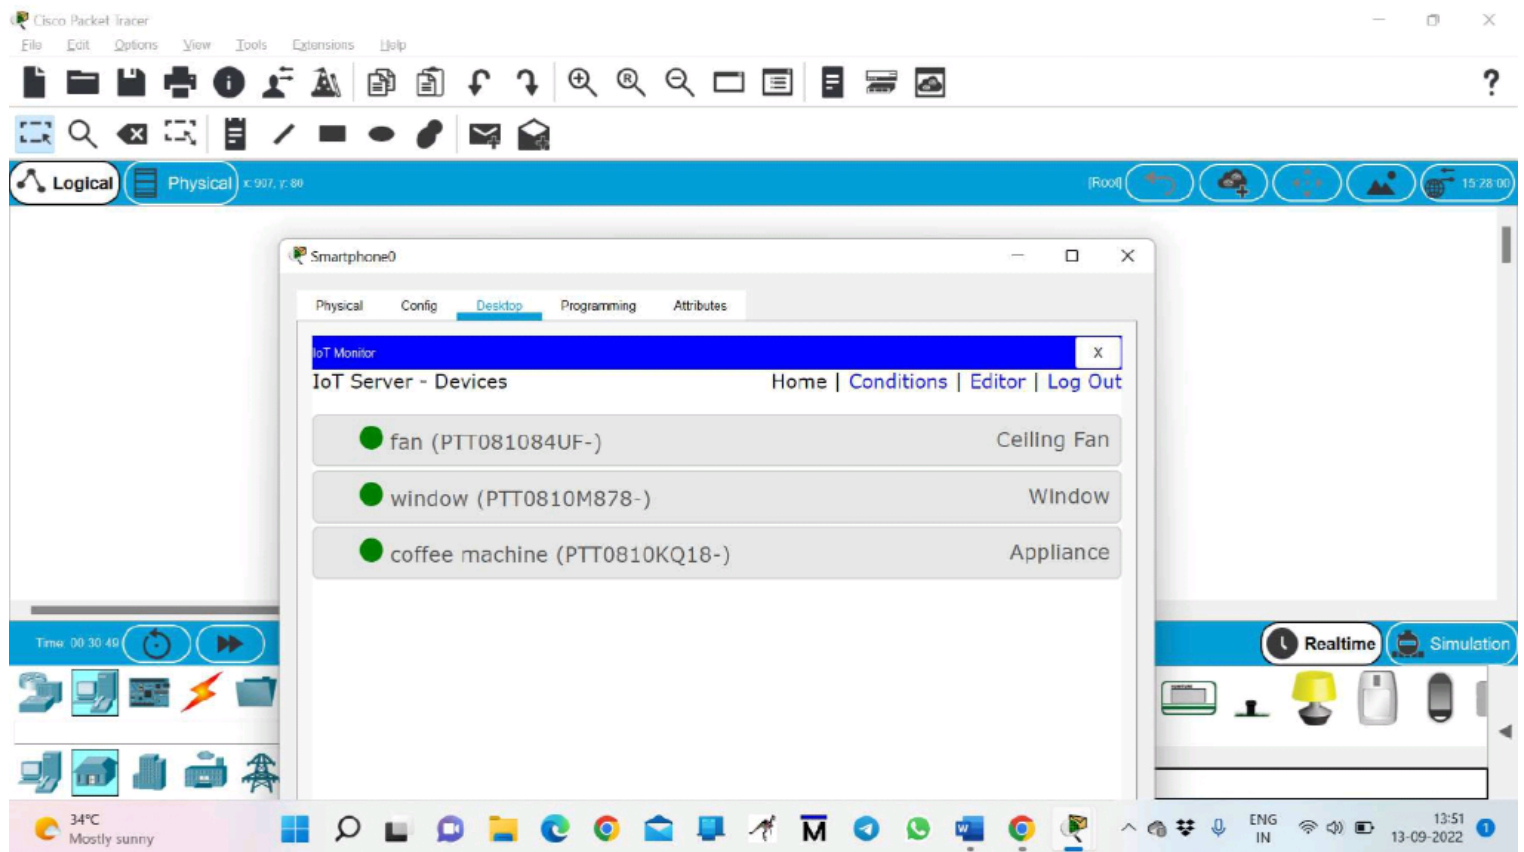 Cisco Packet Tracer
File Edit Options View Tools Extensions Help
Logical Physical x: 907, y: 80 [Root] 15:28:00
Smartphone0
Physical Config Desktop Programming Attributes
IoT Monitor X
IoT Server - Devices Home | Conditions | Editor | Log Out
fan (PTT081084UF-) Ceiling Fan
window (PTT0810M878-) Window
coffee machine (PTT0810KQ18-) Appliance
Time: 00:30:49 Realtime Simulation
34°C
Mostly sunny
ENG
IN
13:51
13-09-2022
1